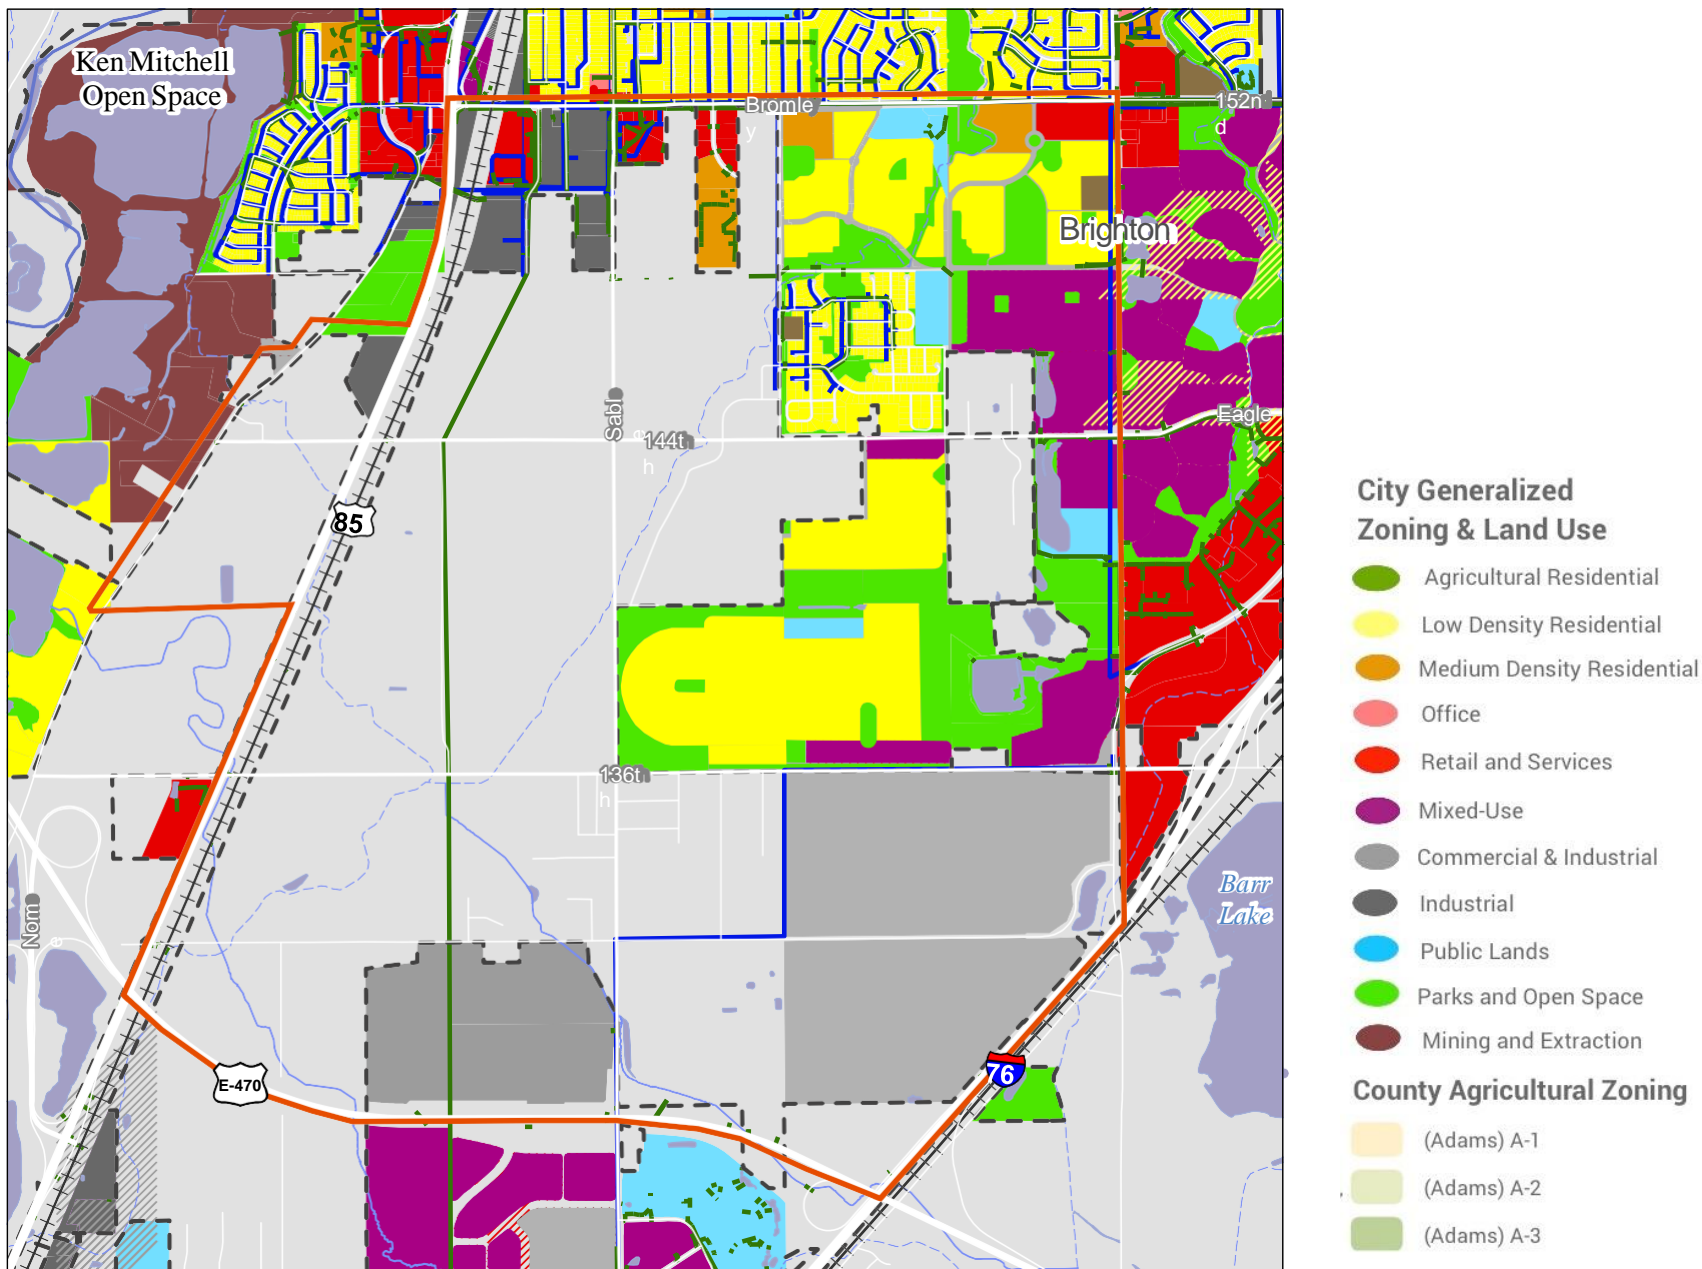 Ken Mitchell
Open Space
Bromle
y
152n
d
Brighton
Sabl
e
144t
h
Eagle
85
136t
h
Nom
e
Barr
Lake
E-470
76
City Generalized
Zoning & Land Use
Agricultural Residential
Low Density Residential
Medium Density Residential
Office
Retail and Services
Mixed-Use
Commercial & Industrial
Industrial
Public Lands
Parks and Open Space
Mining and Extraction
County Agricultural Zoning
(Adams) A-1
(Adams) A-2
(Adams) A-3